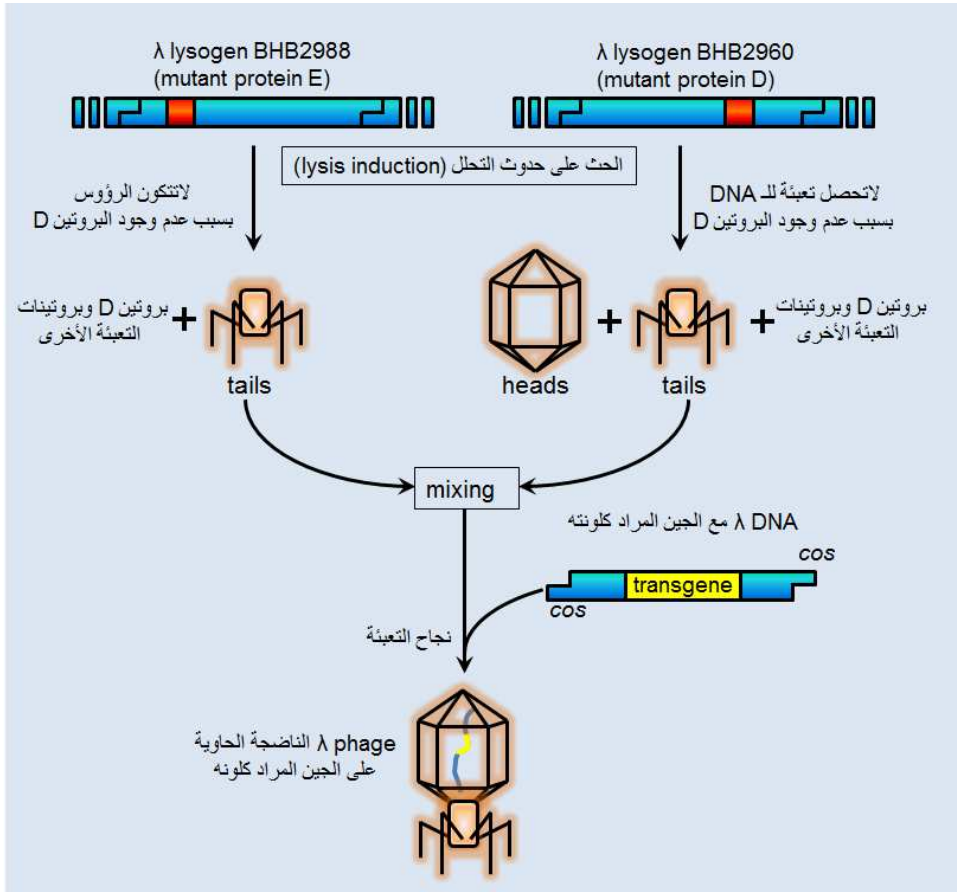 λ lysogen BHB2988
(mutant protein E)
λ lysogen BHB2960
(mutant protein D)
الحث على حدوث التحلل (lysis induction)
لاتتكون الرؤوس
بسبب عدم وجود البروتين D
لاتحصل تعبئة للـ DNA
بسبب عدم وجود البروتين D
بروتين D وبروتينات
التعبئة الأخرى
+
tails
heads
+
tails
+
بروتين D وبروتينات
التعبئة الأخرى
mixing
λ DNA مع الجين المراد كلونته
cos
transgene
cos
نجاح التعبئة
λ phage الناضجة الحاوية
على الجين المراد كلونه